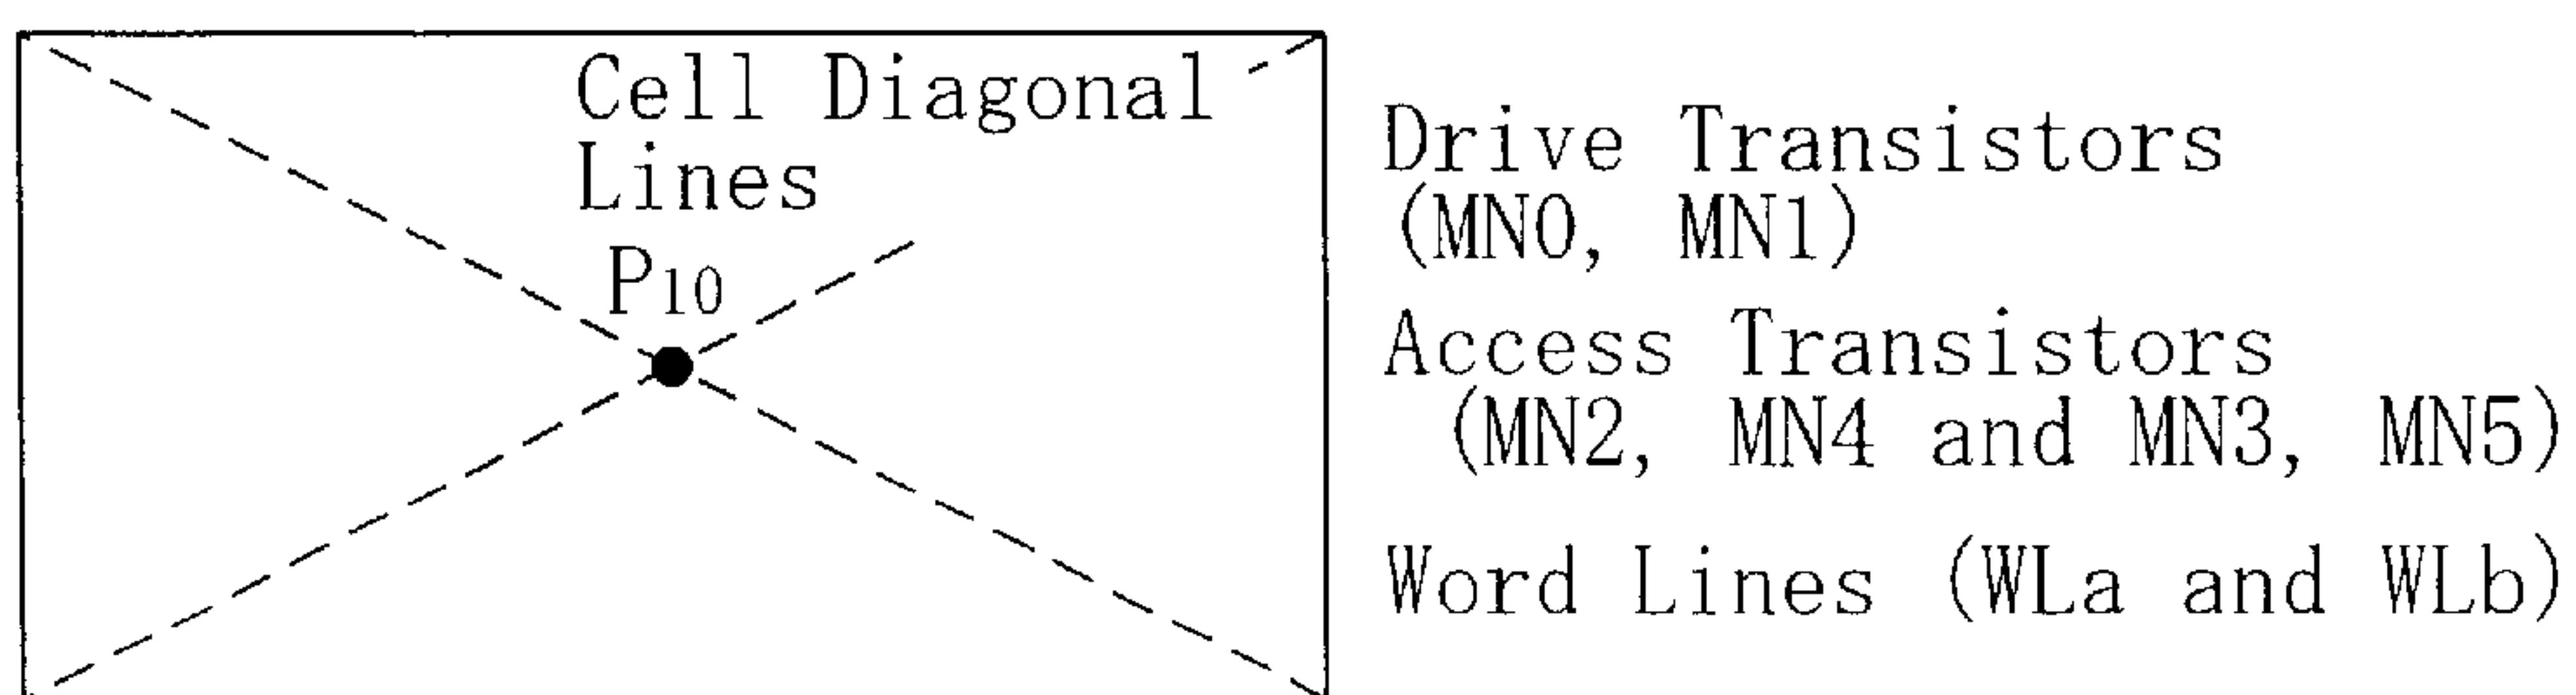 Cell Diagonal
Lines
P10
Drive Transistors
(MN0, MN1)
Access Transistors
(MN2, MN4 and MN3, MN5)
Word Lines (WLa and WLb)